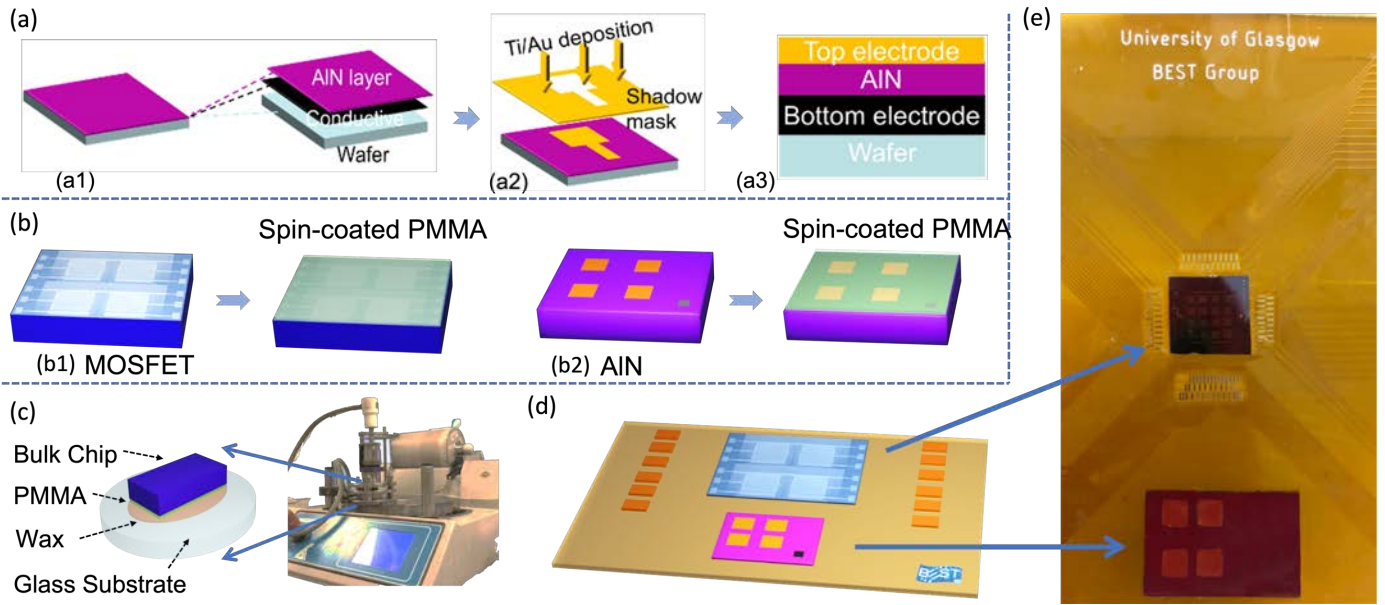 (a)
AlN layer
Conductive
Wafer
(a1)
Ti/Au deposition
Shadow
mask
(a2)
Top electrode
AlN
Bottom electrode
Wafer
(a3)
(b)
Spin-coated PMMA
(b1) MOSFET
Spin-coated PMMA
(b2) AlN
(c)
Bulk Chip
PMMA
Wax
Glass Substrate
(d)
BEST
(e)
University of Glasgow
BEST Group